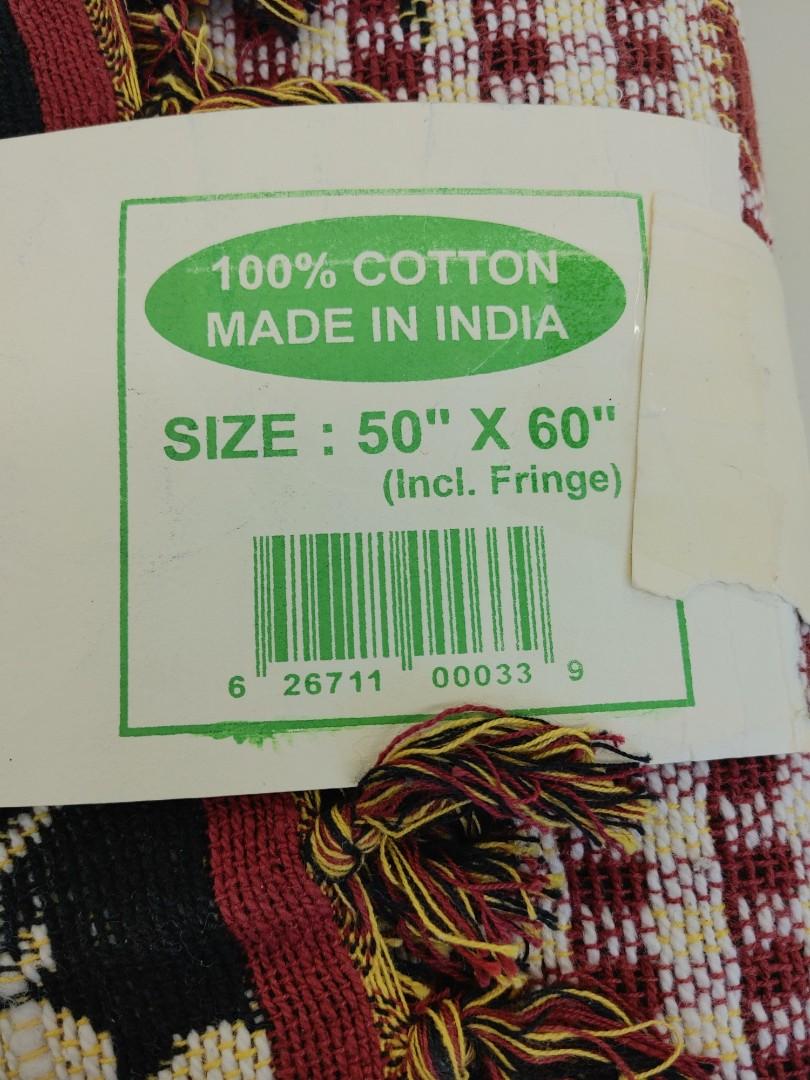 100% COTTON
MADE IN INDIA
SIZE : 50" X 60"
(Incl. Fringe)
6 26711 00033 9